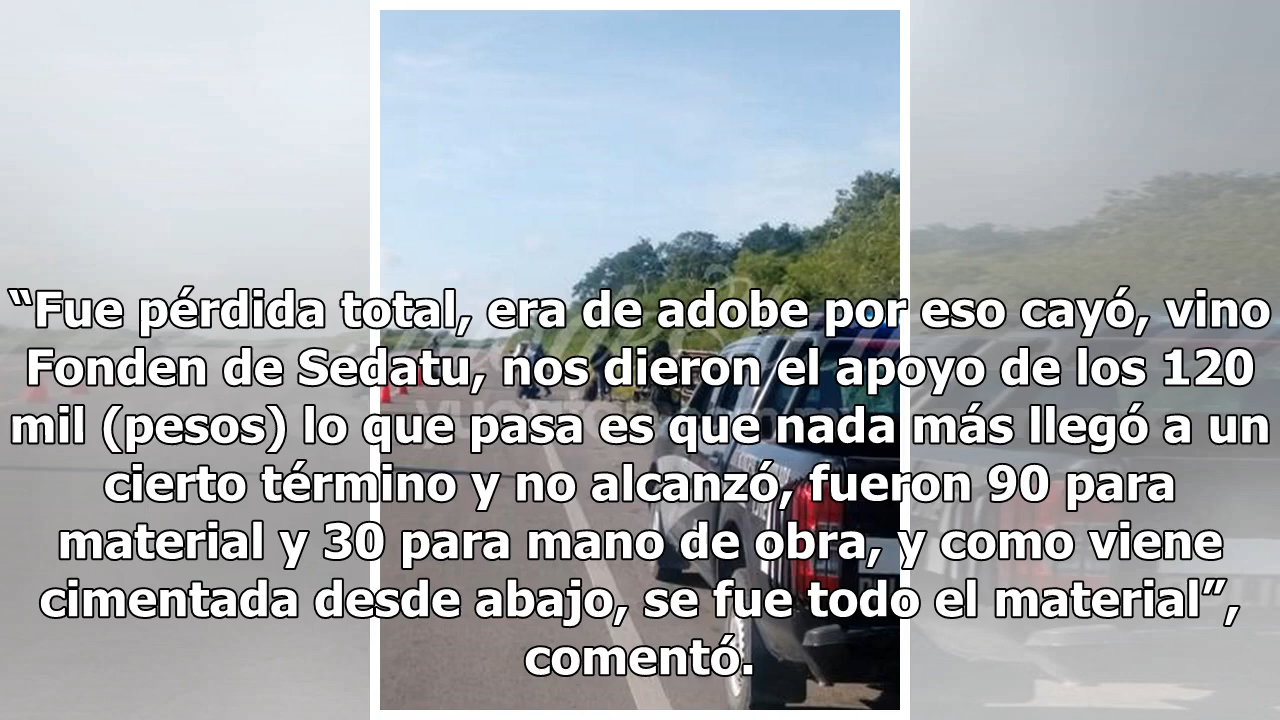 “Fue pérdida total, era de adobe por eso cayó, vino
Fonden de Sedatu, nos dieron el apoyo de los 120
mil (pesos) lo que pasa es que nada más llegó a un
cierto término y no alcanzó, fueron 90 para
material y 30 para mano de obra, y como viene
cimentada desde abajo, se fue todo el material”,
comentó.